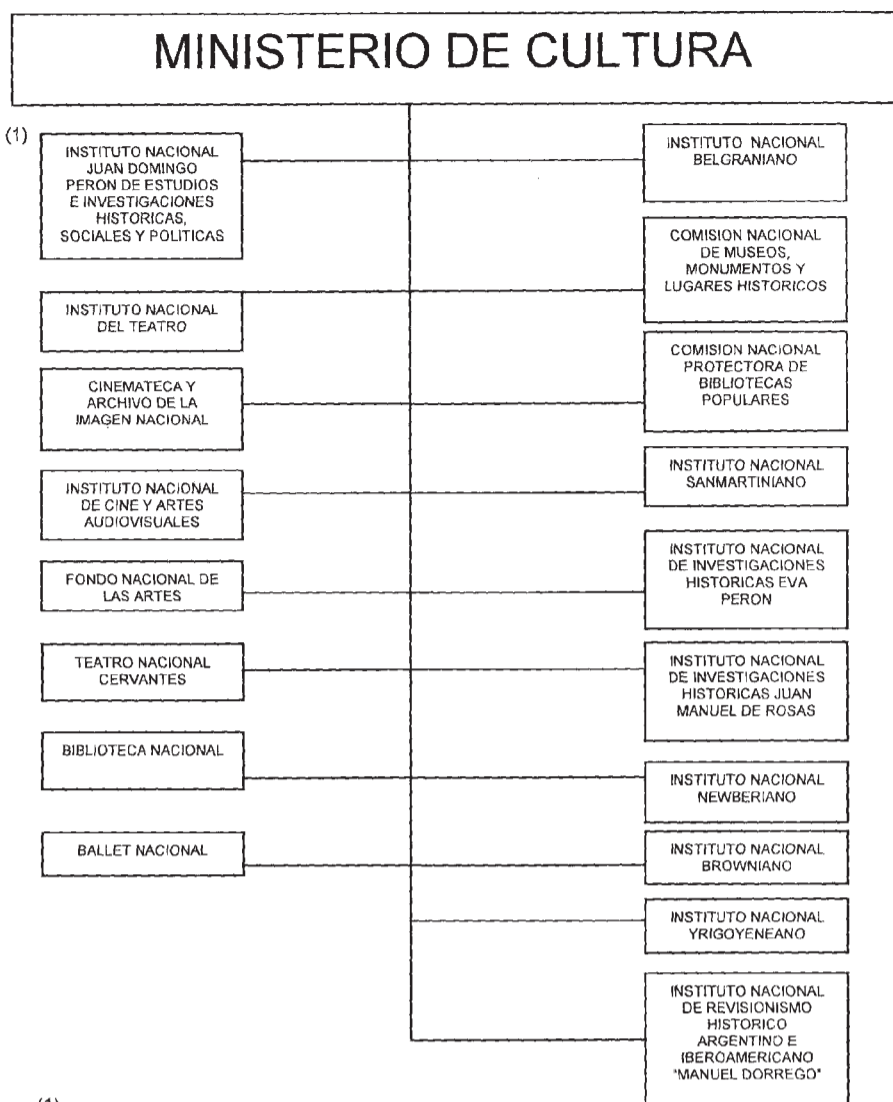 MINISTERIO DE CULTURA
(1)
INSTITUTO NACIONAL
JUAN DOMINGO
PERON DE ESTUDIOS
E INVESTIGACIONES
HISTORICAS,
SOCIALES Y POLITICAS
INSTITUTO NACIONAL
DEL TEATRO
CINEMATECA Y
ARCHIVO DE LA
IMAGEN NACIONAL
INSTITUTO NACIONAL
DE CINE Y ARTES
AUDIOVISUALES
FONDO NACIONAL DE
LAS ARTES
TEATRO NACIONAL
CERVANTES
BIBLIOTECA NACIONAL
BALLET NACIONAL
INSTITUTO NACIONAL
BELGRANIANO
COMISION NACIONAL
DE MUSEOS,
MONUMENTOS Y
LUGARES HISTORICOS
COMISION NACIONAL
PROTECTORA DE
BIBLIOTECAS
POPULARES
INSTITUTO NACIONAL
SANMARTINIANO
INSTITUTO NACIONAL
DE INVESTIGACIONES
HISTORICAS EVA
PERON
INSTITUTO NACIONAL
DE INVESTIGACIONES
HISTORICAS JUAN
MANUEL DE ROSAS
INSTITUTO NACIONAL
NEWBERIANO
INSTITUTO NACIONAL
BROWNIANO
INSTITUTO NACIONAL
YRIGOYENEANO
INSTITUTO NACIONAL
DE REVISIONISMO
HISTORICO
ARGENTINO E
IBEROAMERICANO
"MANUEL DORREGO"
(1)